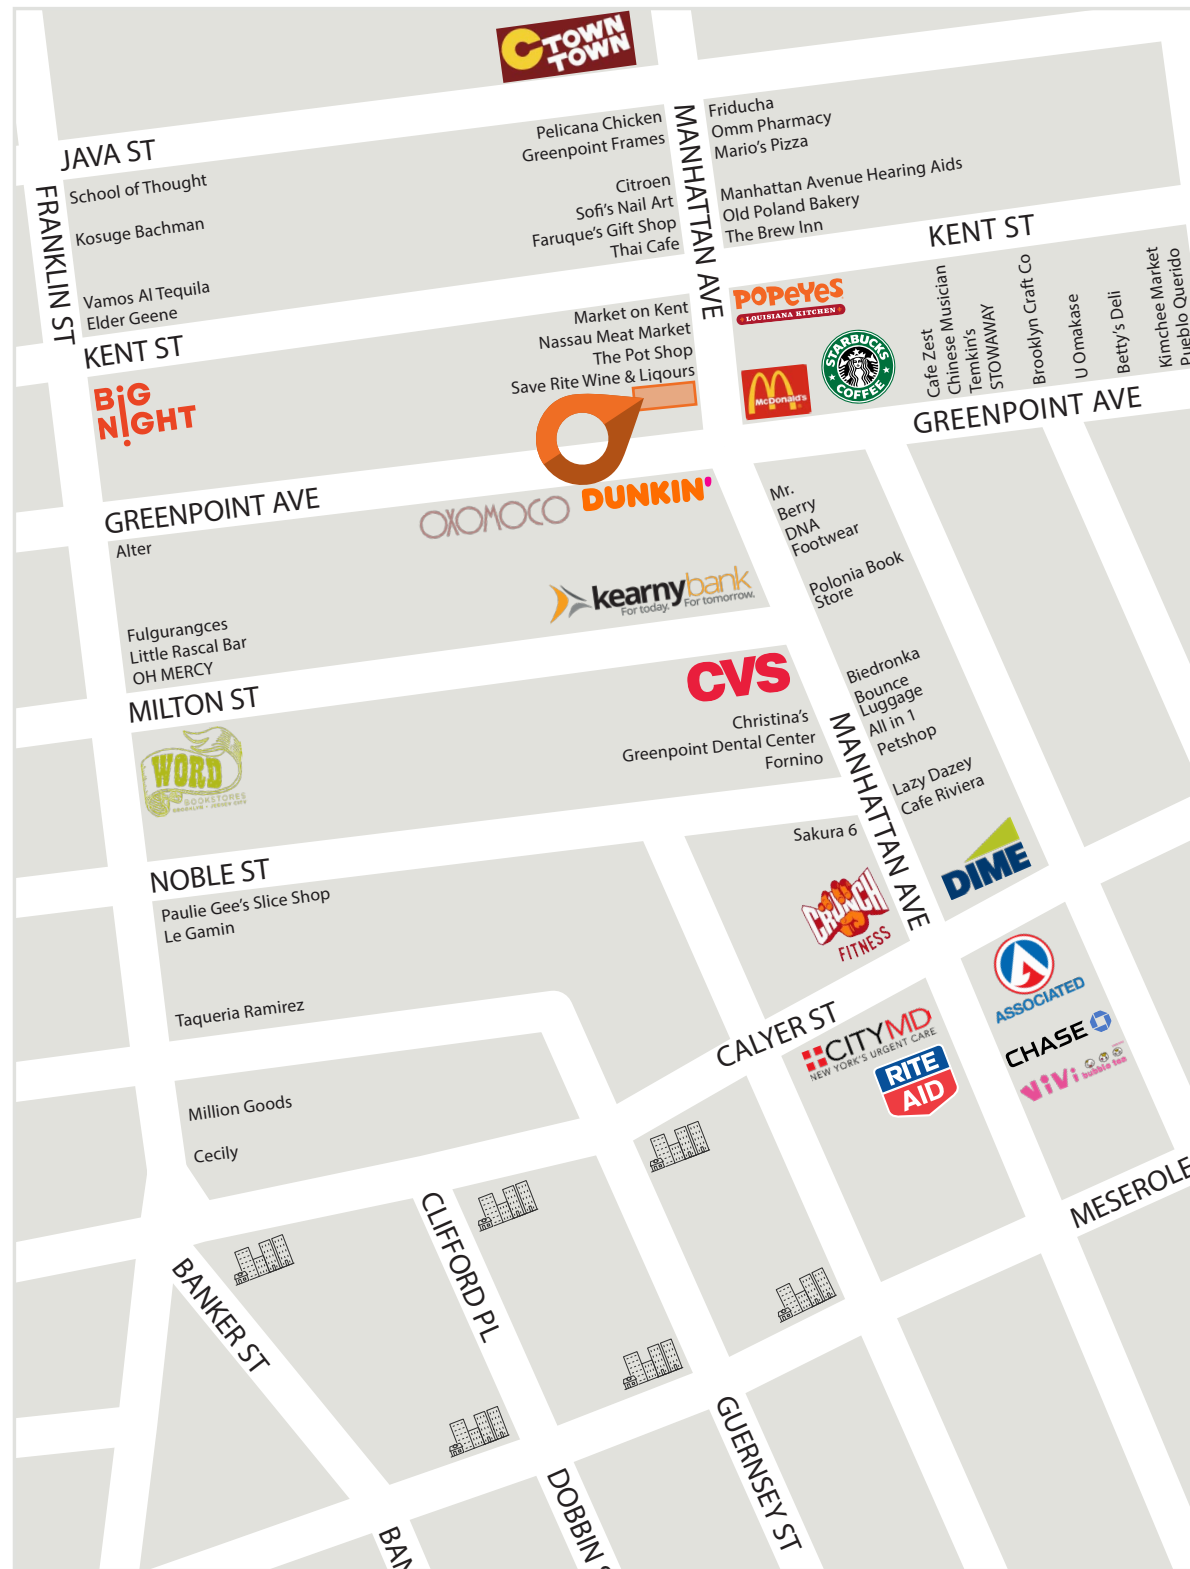 C TOWN
TOWN
JAVA ST
FRANKLIN ST
MANHATTAN AVE
School of Thought
Kosuge Bachman
Vamos Al Tequila
Elder Geene
Pelicana Chicken
Greenpoint Frames
Citroen
Sofi's Nail Art
Faruque's Gift Shop
Thai Cafe
Friducha
Omm Pharmacy
Mario's Pizza
Manhattan Avenue Hearing Aids
Old Poland Bakery
The Brew Inn
KENT ST
KENT ST
BiG
NIGHT
Market on Kent
Nassau Meat Market
The Pot Shop
Save Rite Wine & Liqours
POPEYES
LOUISIANA KITCHEN
STARBUCKS
COFFEE
McDonald's
Cafe Zest
Chinese Musician
Temkin's
STOWAWAY
Brooklyn Craft Co
U Omakase
Betty's Deli
Kimchee Market
Pueblo Querido
GREENPOINT AVE
GREENPOINT AVE
Alter
Fulgurangces
Little Rascal Bar
OH MERCY
OXOMOCO
DUNKIN'
kearnybank
For today. For tomorrow.
Mr.
Berry
DNA
Footwear
Polonia Book
Store
MILTON ST
WORD
BOOKSTORES
BROOKLYN • JERSEY CITY
CVS
Christina's
Greenpoint Dental Center
Fornino
MANHATTAN AVE
Biedronka
Bounce
Luggage
All in 1
Petshop
Lazy Dazey
Cafe Riviera
DIME
NOBLE ST
Paulie Gee's Slice Shop
Le Gamin
Taqueria Ramirez
Sakura 6
CRUNCH
FITNESS
ASSOCIATED
CHASE
ViVi
bubble tea
CALYER ST
CITYMD
NEW YORK'S URGENT CARE
RITE
AID
Million Goods
Cecily
MESEROLE
CLIFFORD PL
BANKER ST
GUERNSEY ST
DOBBIN S
BAN